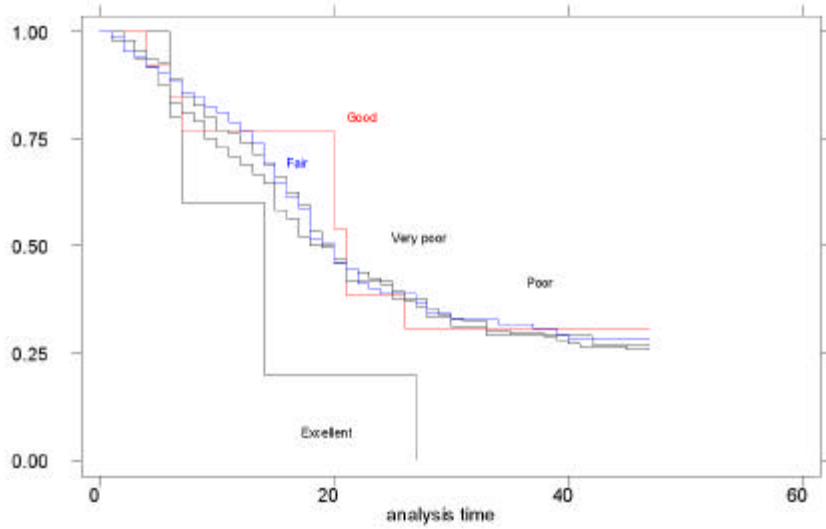 1.00
Good
0.75
Fair
Very poor
0.50
Poor
0.25
Excellent
0.00
0 20 40 60
analysis time